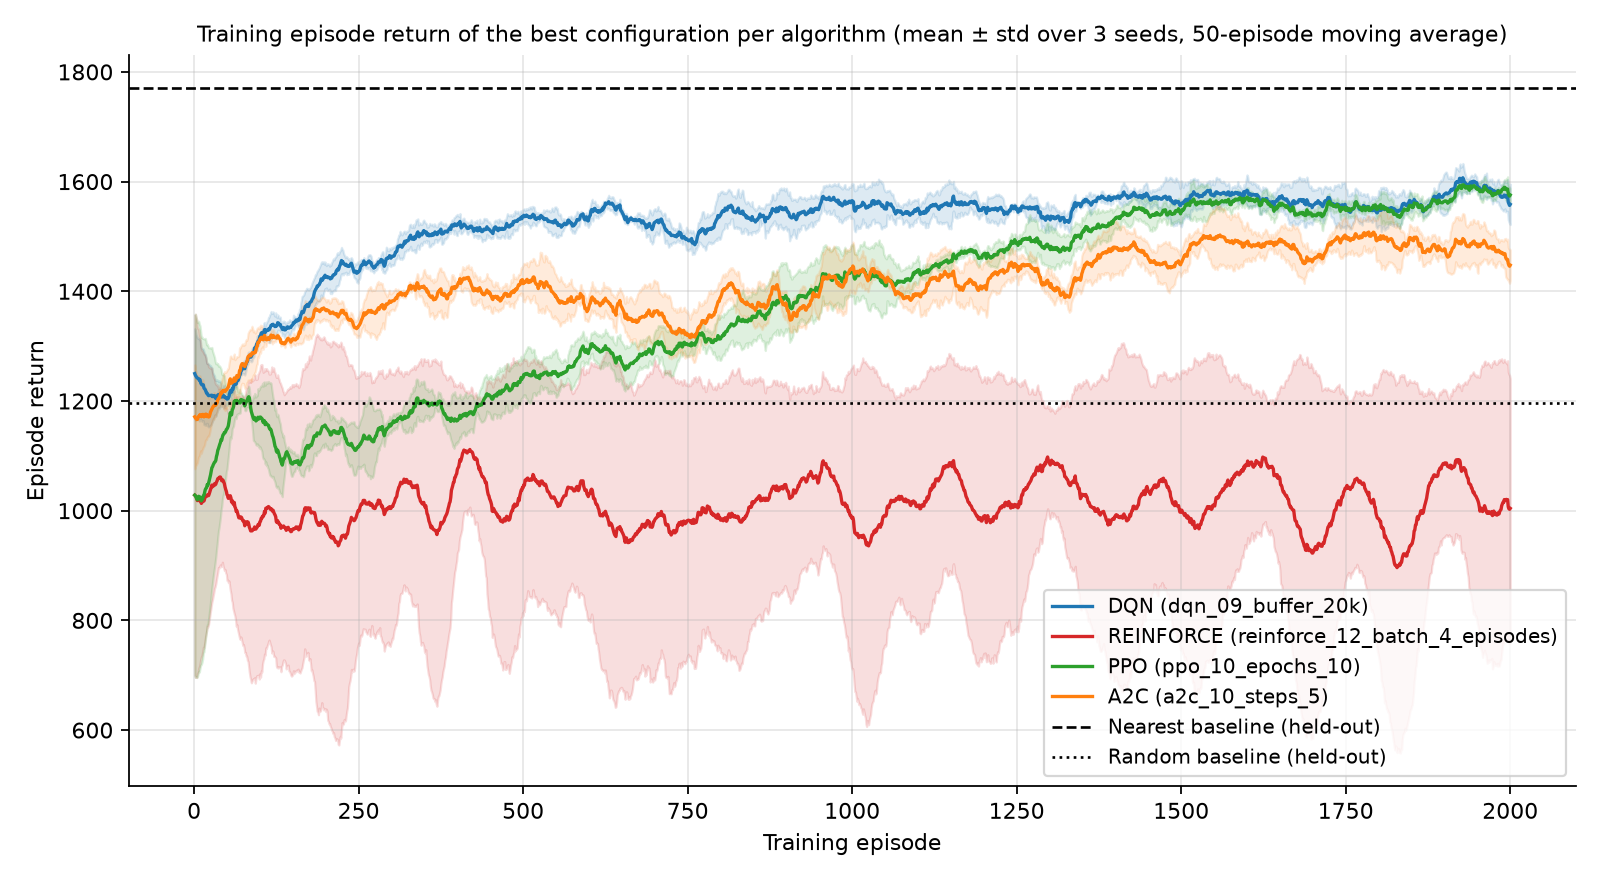 Training episode return of the best configuration per algorithm (mean ± std over 3 seeds, 50-episode moving average)
Episode return
1800
1600
1400
1200
1000
800
600
DQN (dqn_09_buffer_20k)
REINFORCE (reinforce_12_batch_4_episodes)
PPO (ppo_10_epochs_10)
A2C (a2c_10_steps_5)
Nearest baseline (held-out)
Random baseline (held-out)
0 250 500 750 1000 1250 1500 1750 2000
Training episode